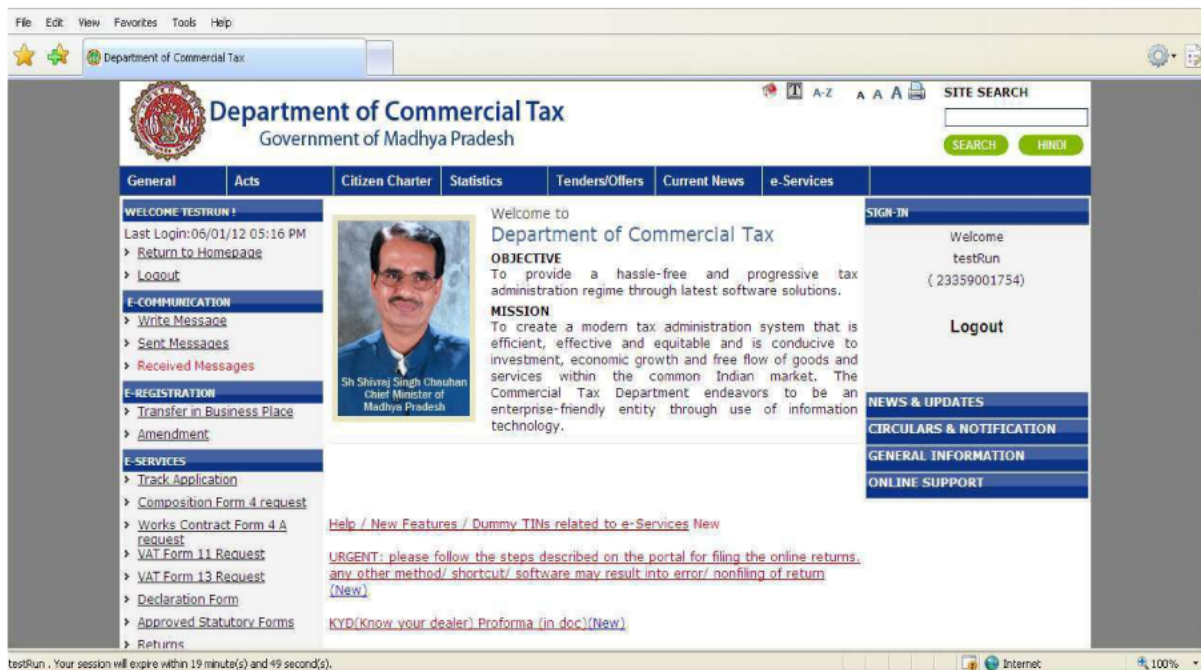 File Edit View Favorites Tools Help
Department of Commercial Tax
Department of Commercial Tax
Government of Madhya Pradesh
T A-Z A A A SITE SEARCH
SEARCH HINDI
General Acts Citizen Charter Statistics Tenders/Offers Current News e-Services
WELCOME TESTRUN !
Last Login:06/01/12 05:16 PM
Return to Homepage
Logout
E-COMMUNICATION
Write Message
Sent Messages
Received Messages
E-REGISTRATION
Transfer in Business Place
Amendment
E-SERVICES
Track Application
Composition Form 4 request
Works Contract Form 4 A
request
VAT Form 11 Request
VAT Form 13 Request
Declaration Form
Approved Statutory Forms
Returns
Sh Shivraj Singh Chauhan
Chief Minister of
Madhya Pradesh
Welcome to
Department of Commercial Tax
OBJECTIVE
To provide a hassle-free and progressive tax
administration regime through latest software solutions.
MISSION
To create a modern tax administration system that is
efficient, effective and equitable and is conducive to
investment, economic growth and free flow of goods and
services within the common Indian market. The
Commercial Tax Department endeavors to be an
enterprise-friendly entity through use of information
technology.
Help / New Features / Dummy TINs related to e-Services New
URGENT: please follow the steps described on the portal for filing the online returns.
any other method/ shortcut/ software may result into error/ nonfiling of return
(New)
KYD(Know your dealer) Proforma (in doc)(New)
SIGN-IN
Welcome
testRun
( 23359001754)
Logout
NEWS & UPDATES
CIRCULARS & NOTIFICATION
GENERAL INFORMATION
ONLINE SUPPORT
testRun . Your session will expire within 19 minute(s) and 49 second(s).
Internet
100%